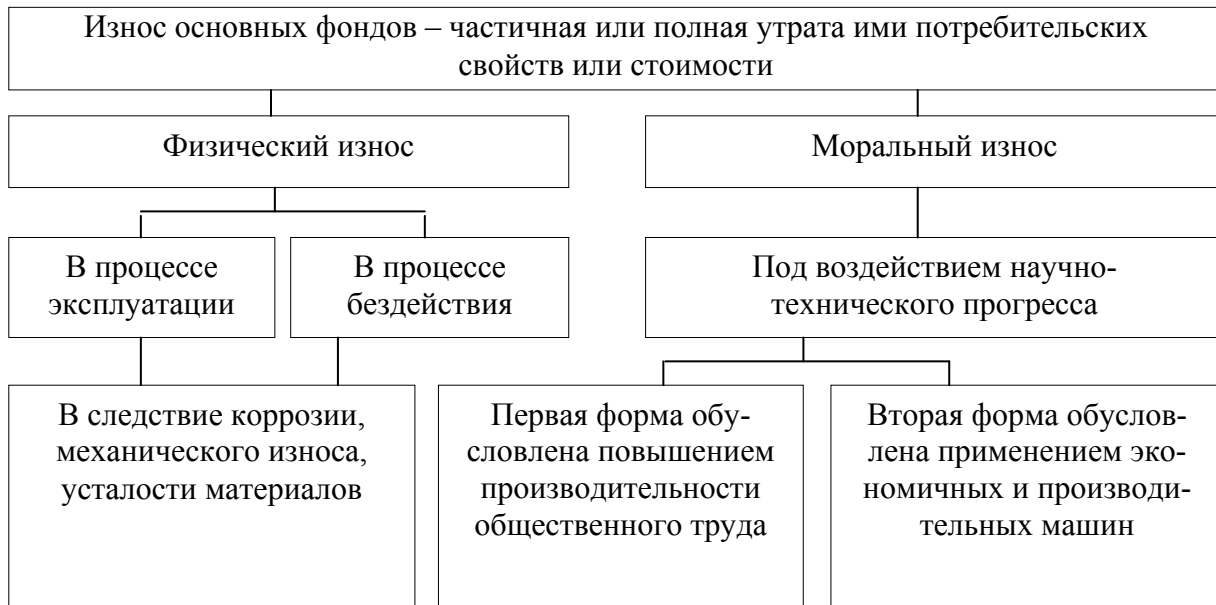 Износ основных фондов – частичная или полная утрата ими потребительских
свойств или стоимости
Физический износ
Моральный износ
В процессе
эксплуатации
В процессе
бездействия
Под воздействием научно-
технического прогресса
В следствие коррозии,
механического износа,
усталости материалов
Первая форма обу-
словлена повышением
производительности
общественного труда
Вторая форма обуслов-
лена применением эко-
номичных и производи-
тельных машин